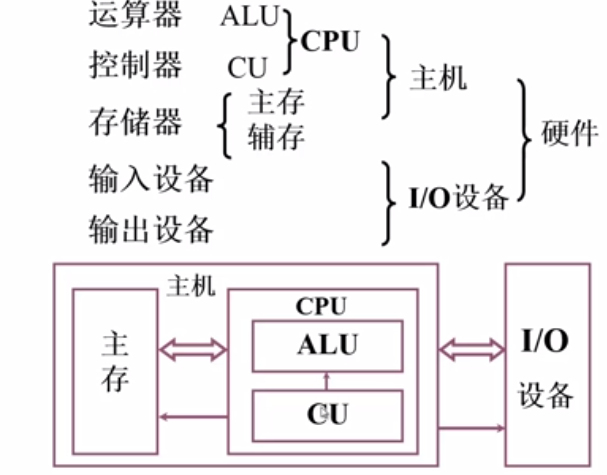 运算器 ALU
CPU
控制器 CU
主机
存储器 主存
辅存
硬件
输入设备
I/O设备
输出设备
主机
CPU
主存
ALU
CU
I/O
设备